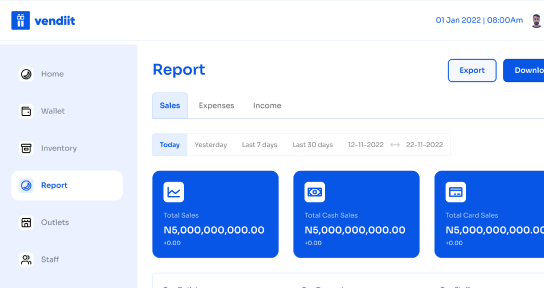 vendiit
01 Jan 2022 | 08:00Am
Home
Wallet
Inventory
Report
Outlets
Staff
Report
Export
Downlo
Sales Expenses Income
Today Yesterday Last 7 days Last 30 days 12-11-2022 22-11-2022
Total Sales
N5,000,000,000.00
+0.00
Total Cash Sales
N5,000,000,000.00
+0.00
Total Card Sales
N5,000,000,000.00
+0.00